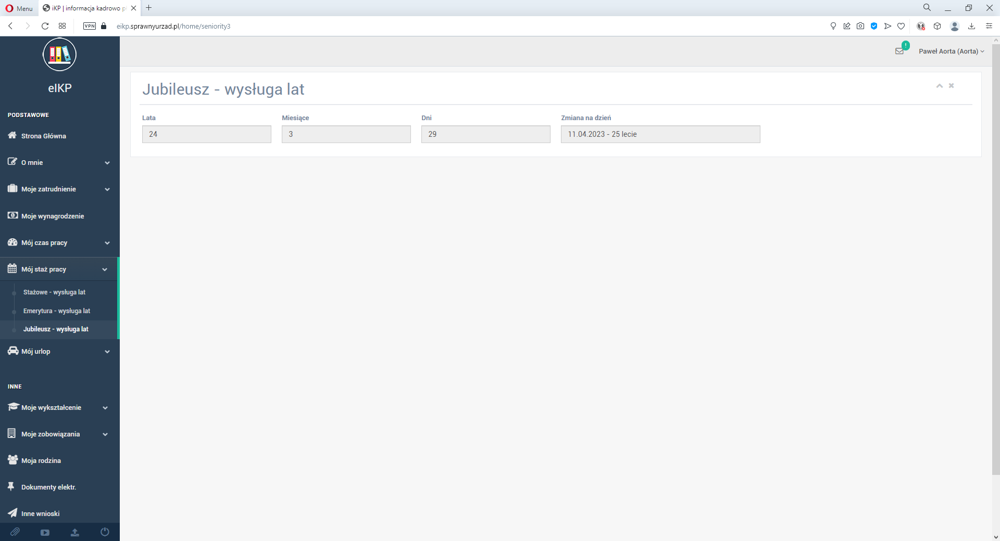 Menu
iKP | informacja kadrowo p
VPN
eikp.sprawnyurzad.pl/home/seniority3
eIKP
PODSTAWOWE
Strona Główna
O mnie
Moje zatrudnienie
Moje wynagrodzenie
Mój czas pracy
Mój staż pracy
Stażowe - wysługa lat
Emerytura - wysługa lat
Jubileusz - wysługa lat
Mój urlop
INNE
Moje wykształcenie
Moje zobowiązania
Moja rodzina
Dokumenty elektr.
Inne wnioski
!
Paweł Aorta (Aorta)
Jubileusz - wysługa lat
Lata
24
Miesiące
3
Dni
29
Zmiana na dzień
11.04.2023 - 25 lecie